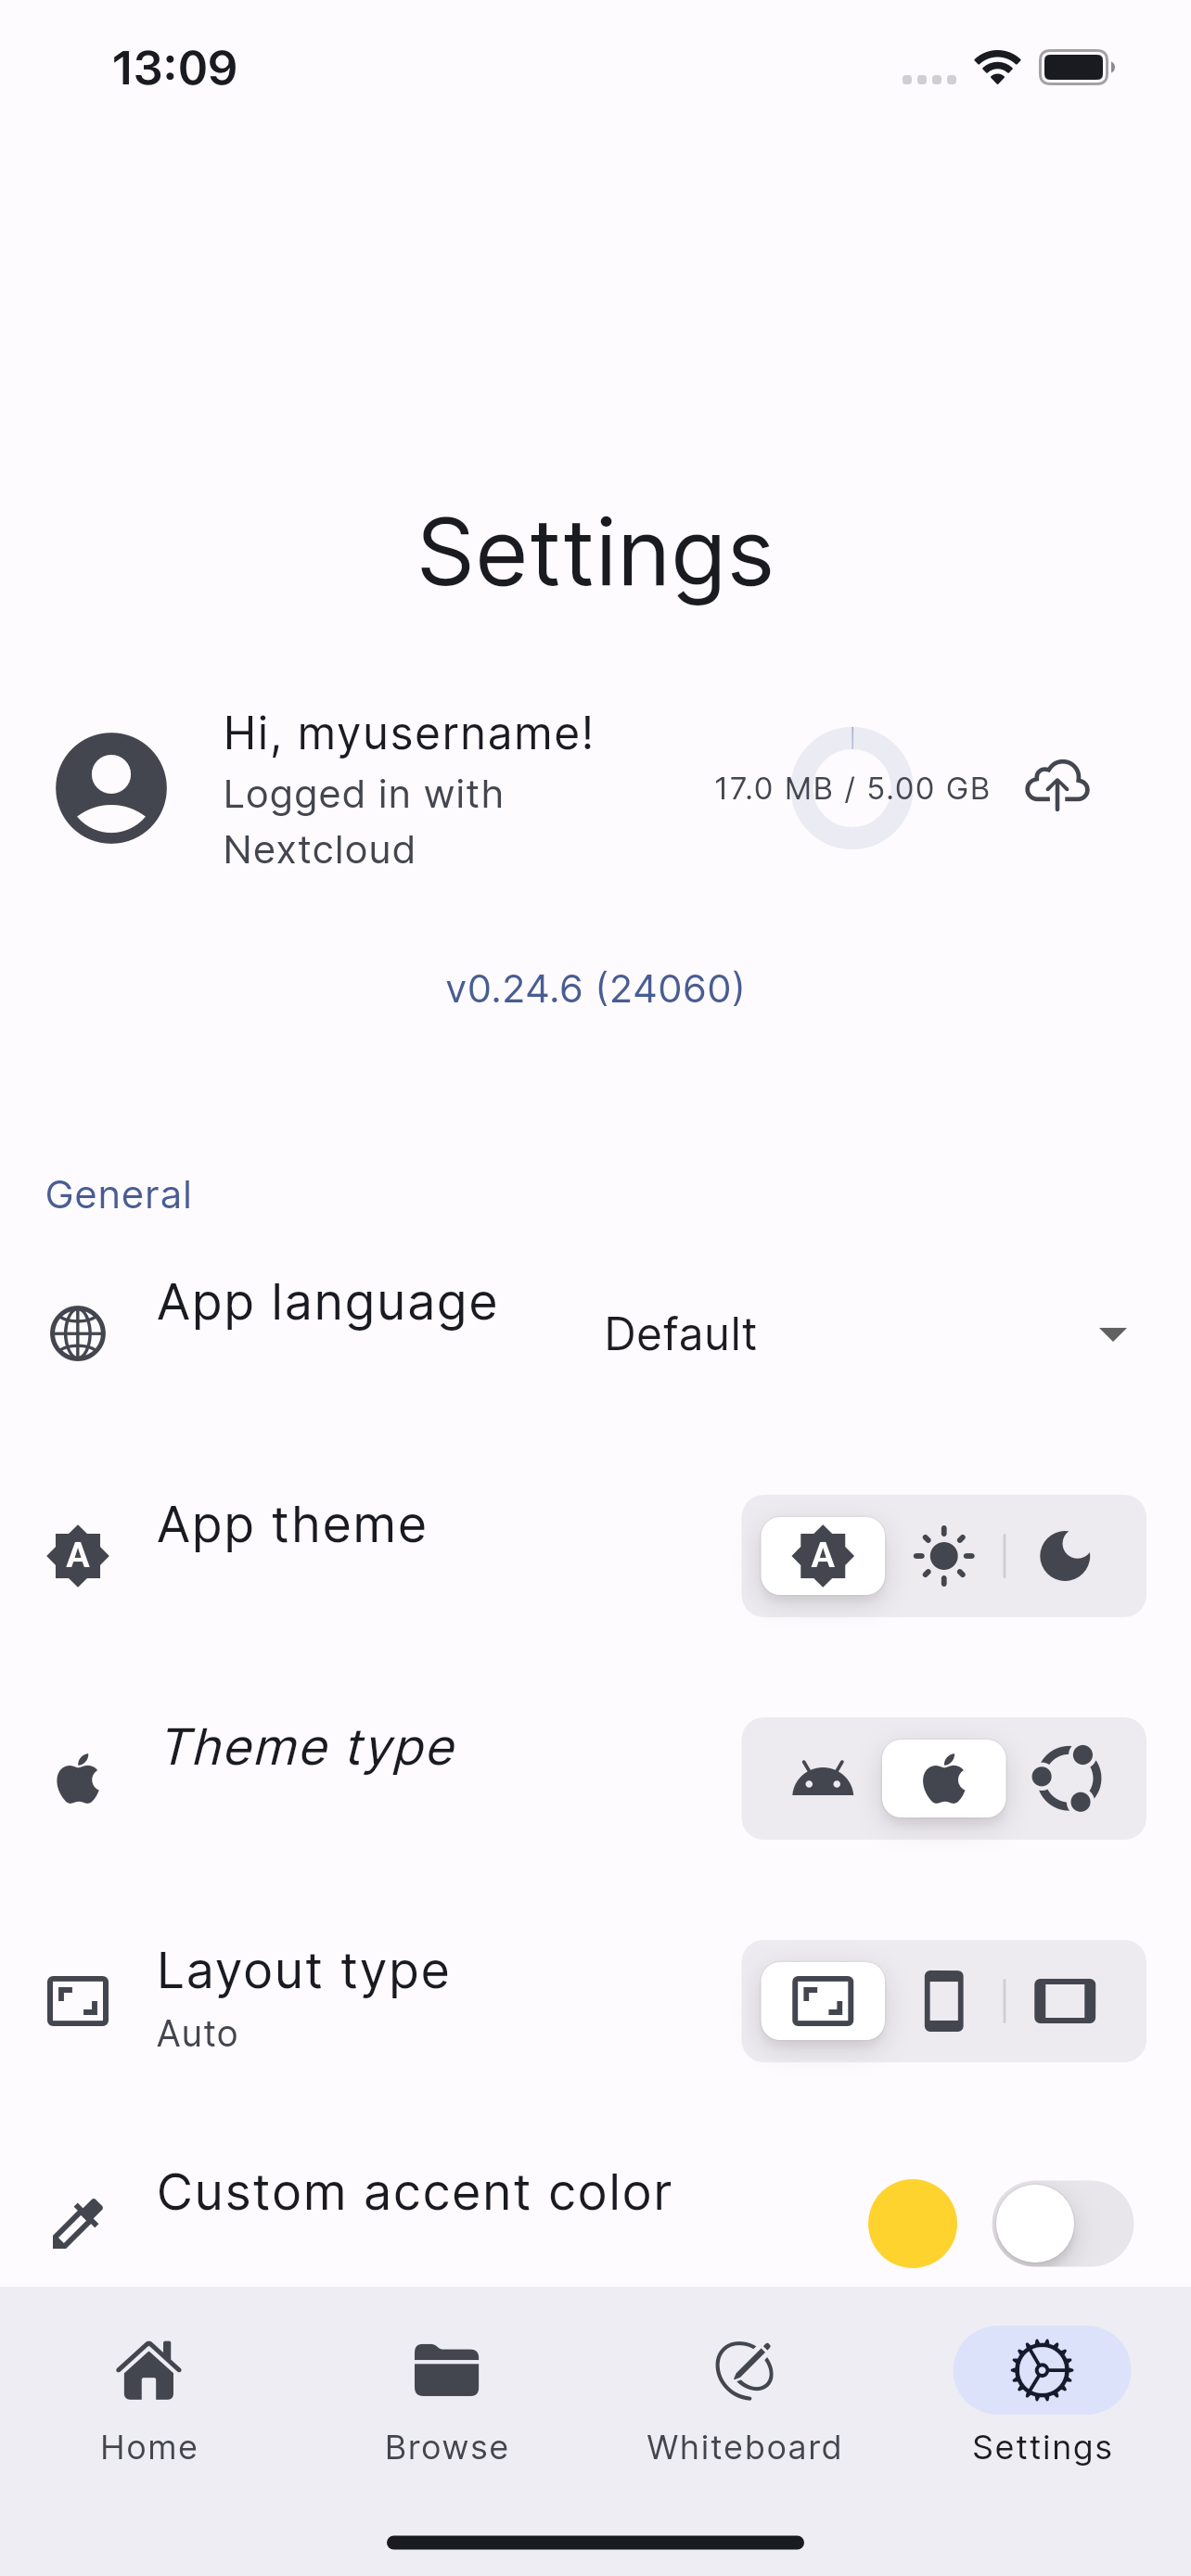 13:09
Settings
Hi, myusername!
Logged in with
Nextcloud
17.0 MB / 5.00 GB
v0.24.6 (24060)
General
App language
Default
App theme
A
A
Theme type
Layout type
Auto
Custom accent color
Home
Browse
Whiteboard
Settings